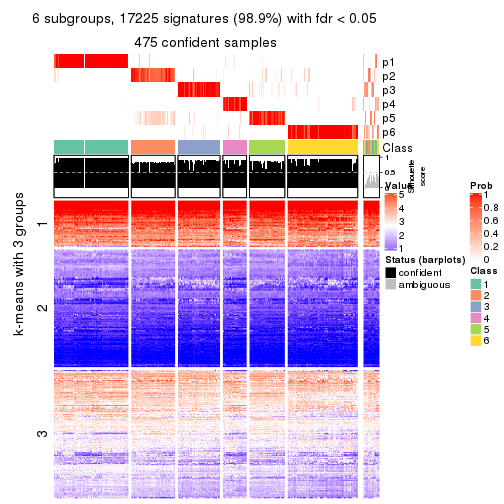 6 subgroups, 17225 signatures (98.9%) with fdr < 0.05
475 confident samples
p1
p2
p3
p4
p5
p6
Class
1
0.5
0
Silhouette
score
k-means with 3 groups
1
2
3
Value
5
4
3
2
1
Status (barplots)
confident
ambiguous
Prob
1
0.8
0.6
0.4
0.2
0
Class
1
2
3
4
5
6